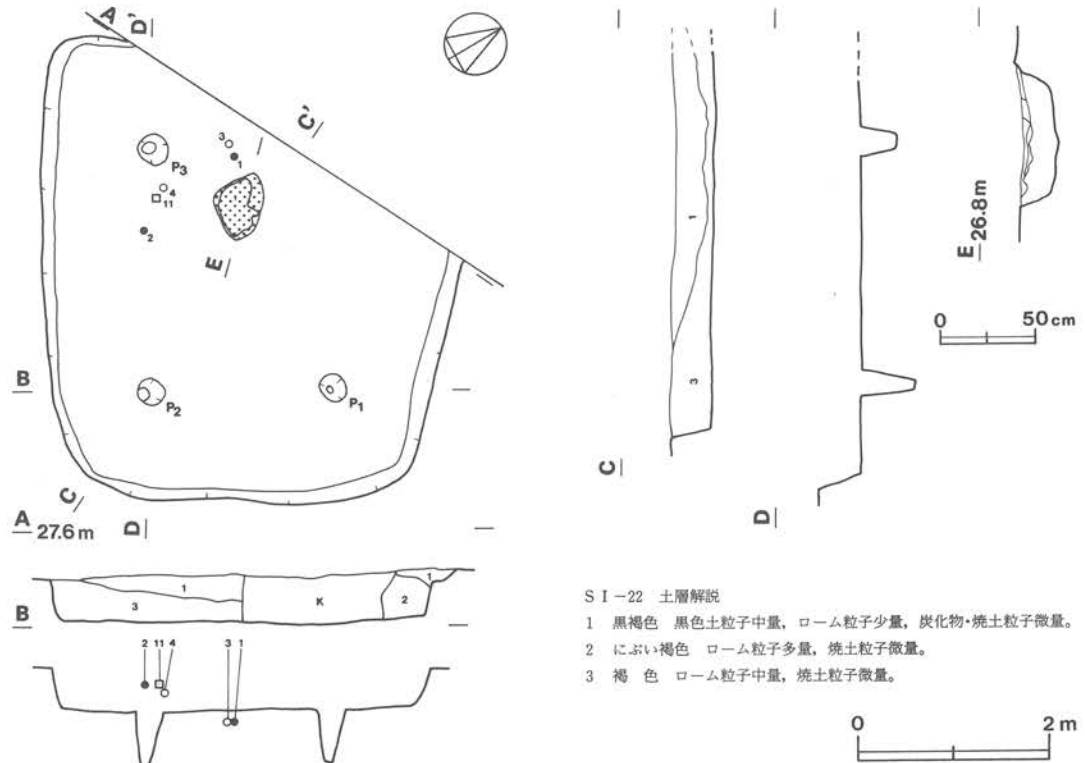 A
D'
C'
3
1
P3
4
11
2
E
B
P2
P1
C
A 27.6m
D
1
3
K
2
1
B
2 11 4 3 1
1
3
C
D
E 26.8m
0 50cm
SI-22 土層解説
1 黒褐色 黒色土粒子中量，ローム粒子少量，炭化物・焼土粒子微量。
2 にぶい褐色 ローム粒子多量，焼土粒子微量。
3 褐 色 ローム粒子中量，焼土粒子微量。
0 2m